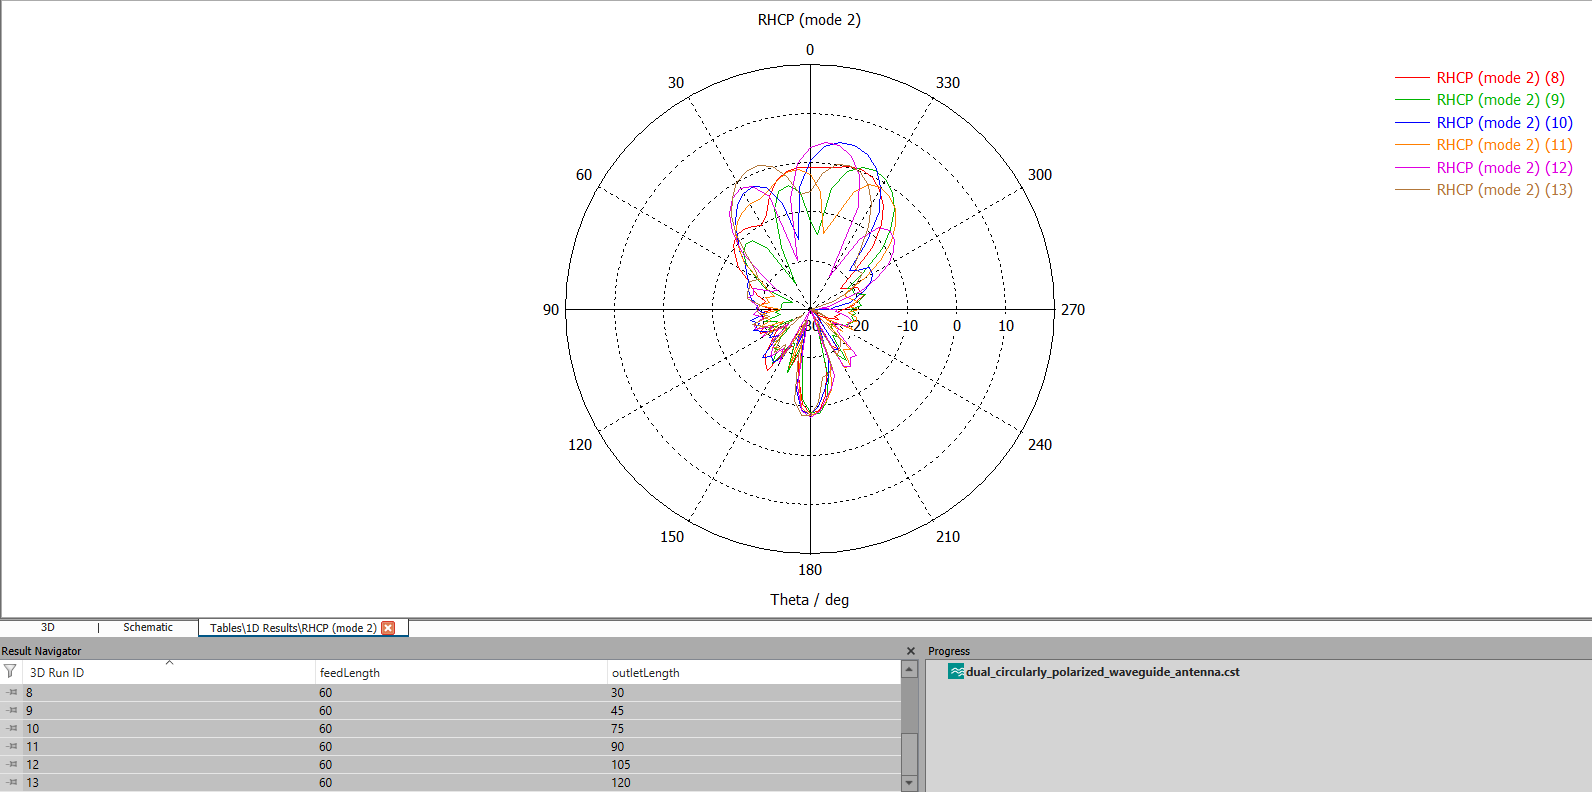 RHCP (mode 2)
0
30
330
60
300
90
270
30
-20
-10
0
10
120
240
150
210
180
Theta / deg
RHCP (mode 2) (8)
RHCP (mode 2) (9)
RHCP (mode 2) (10)
RHCP (mode 2) (11)
RHCP (mode 2) (12)
RHCP (mode 2) (13)
3D | Schematic Tables\1D Results\RHCP (mode 2)
Result Navigator
3D Run ID feedLength outletLength
8 60 30
9 60 45
10 60 75
11 60 90
12 60 105
13 60 120
Progress
dual_circularly_polarized_waveguide_antenna.cst